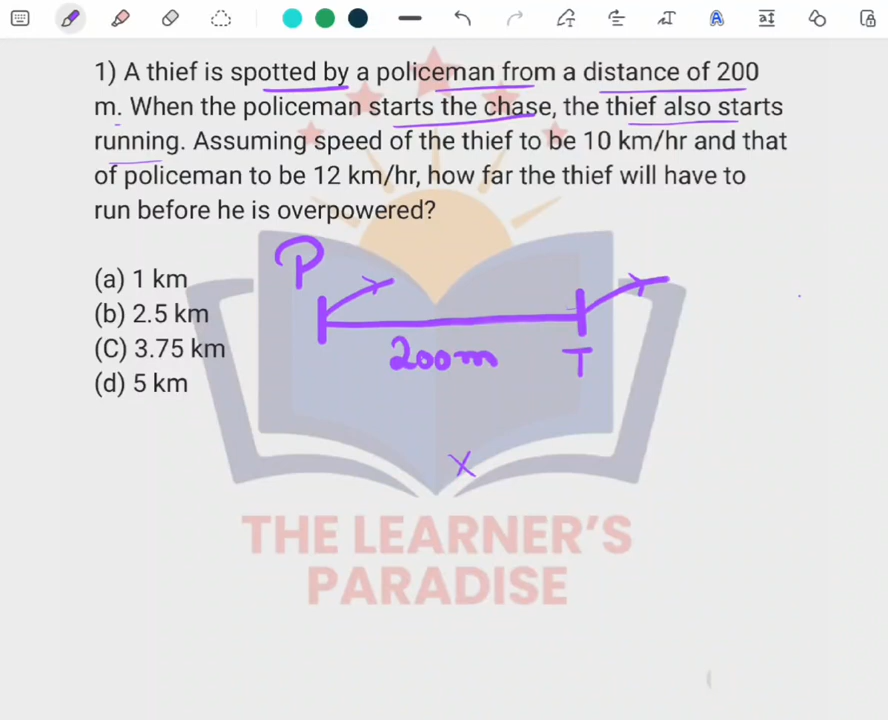 1) A thief is spotted by a policeman from a distance of 200
m. When the policeman starts the chase, the thief also starts
running. Assuming speed of the thief to be 10 km/hr and that
of policeman to be 12 km/hr, how far the thief will have to
run before he is overpowered?
(a) 1 km
(b) 2.5 km
(C) 3.75 km
(d) 5 km
P
200m
T
X
THE LEARNER'S
PARADISE